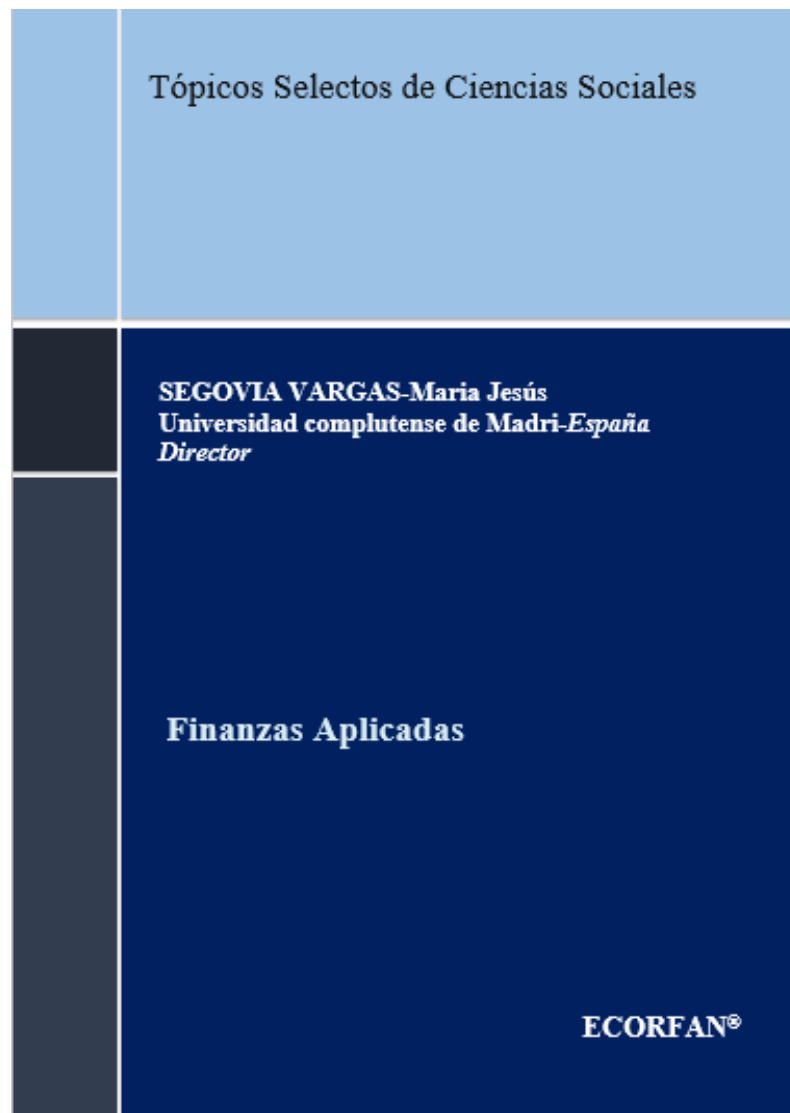 Tópicos Selectos de Ciencias Sociales
SEGOVIA VARGAS-Maria Jesús
Universidad complutense de Madri-España
Director
Finanzas Aplicadas
ECORFAN®